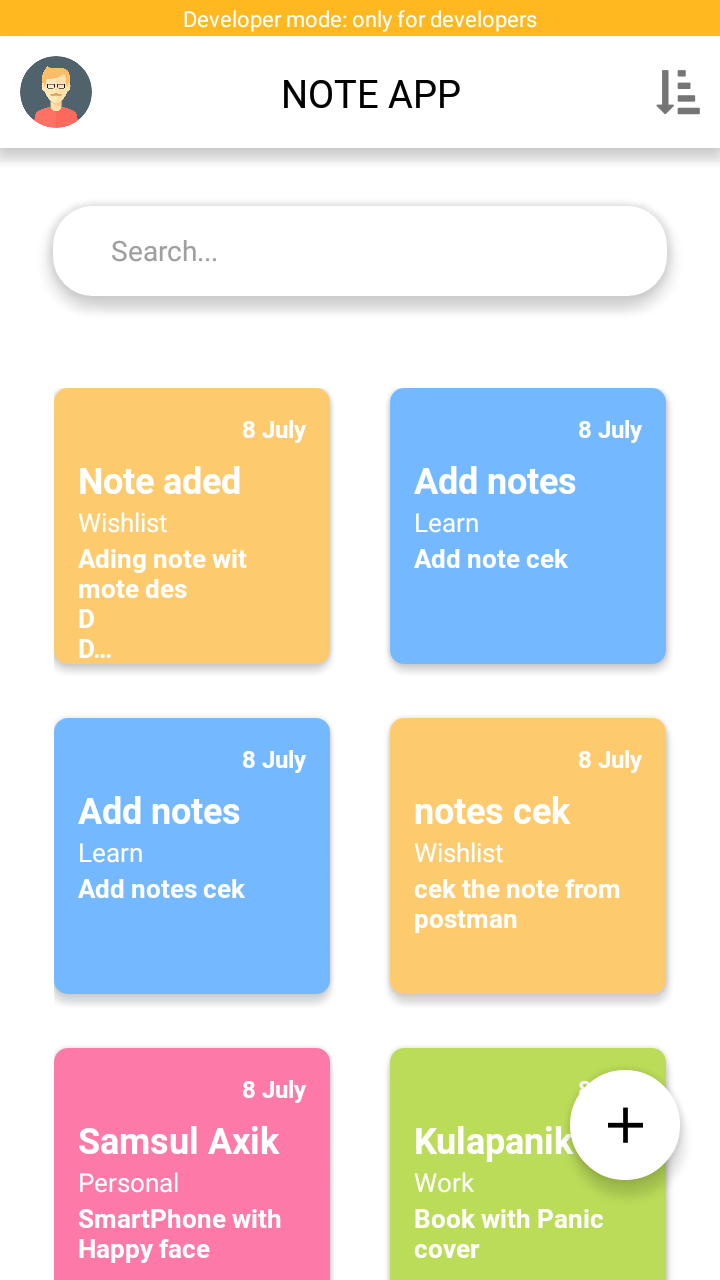 Developer mode: only for developers
NOTE APP
Search...
8 July
Note aded
Wishlist
Ading note wit
mote des
D
D...
8 July
Add notes
Learn
Add note cek
8 July
Add notes
Learn
Add notes cek
8 July
notes cek
Wishlist
cek the note from
postman
8 July
Samsul Axik
Personal
SmartPhone with
Happy face
Kulapanik
Work
Book with Panic
cover